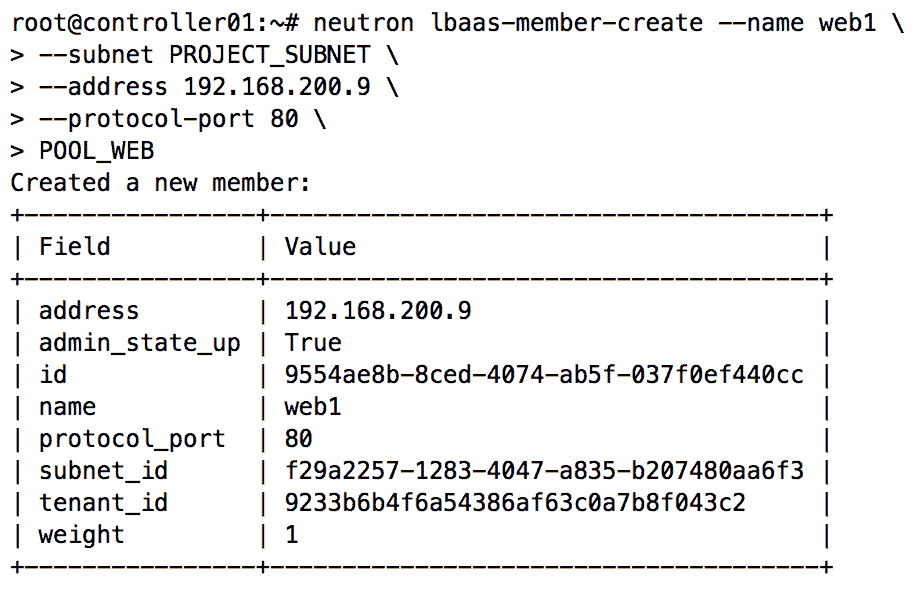 root@controller01:~# neutron lbaas-member-create --name web1 \
> --subnet PROJECT_SUBNET \
> --address 192.168.200.9 \
> --protocol-port 80 \
> POOL_WEB
Created a new member:
+----------------+--------------------------------------+
| Field          | Value                                |
+----------------+--------------------------------------+
| address        | 192.168.200.9                        |
| admin_state_up | True                                 |
| id             | 9554ae8b-8ced-4074-ab5f-037f0ef440cc |
| name           | web1                                 |
| protocol_port  | 80                                   |
| subnet_id      | f29a2257-1283-4047-a835-b207480aa6f3 |
| tenant_id      | 9233b6b4f6a54386af63c0a7b8f043c2     |
| weight         | 1                                    |
+----------------+--------------------------------------+